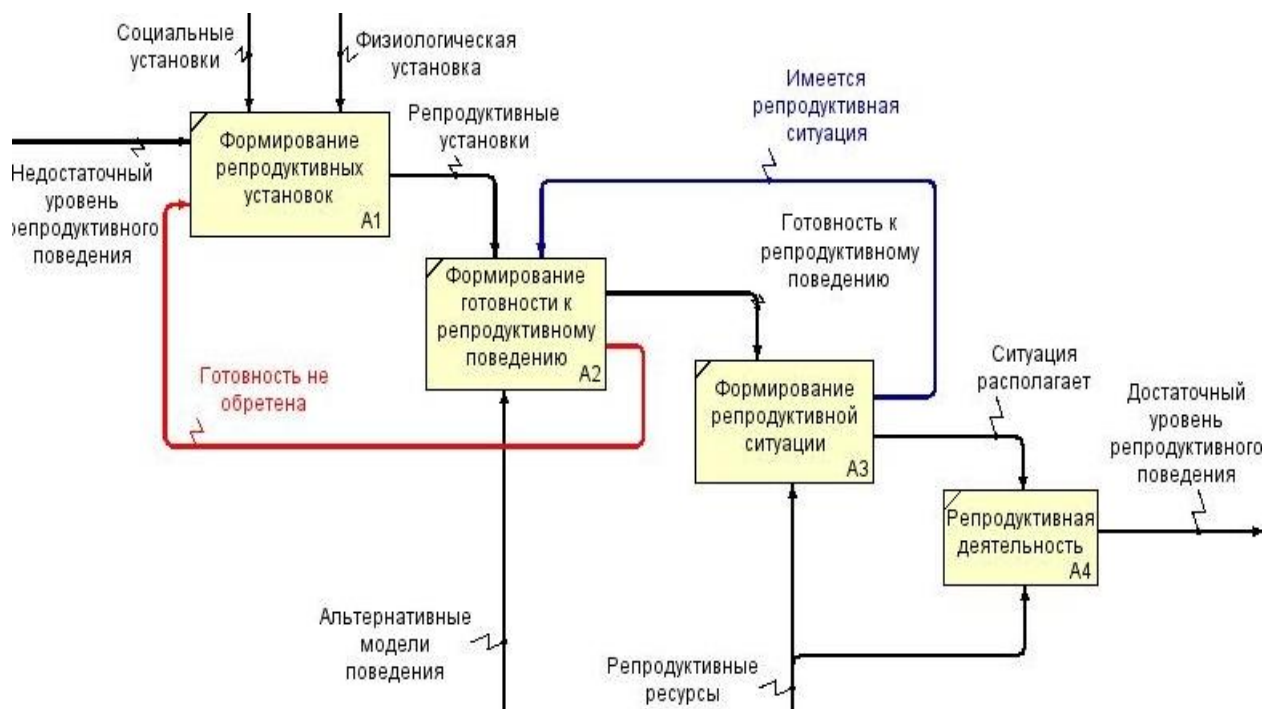 Социальные
установки
Физиологическая
установка
Имеется
репродуктивная
ситуация
Репродуктивные
установки
Формирование
репродуктивных
установок
A1
Недостаточный
уровень
репродуктивного
поведения
Готовность к
репродуктивному
поведению
Формирование
готовности к
репродуктивному
поведению
A2
Готовность не
обретена
Ситуация
располагает
Формирование
репродуктивной
ситуации
A3
Достаточный
уровень
репродуктивного
поведения
Репродуктивная
деятельность
A4
Альтернативные
модели
поведения
Репродуктивные
ресурсы